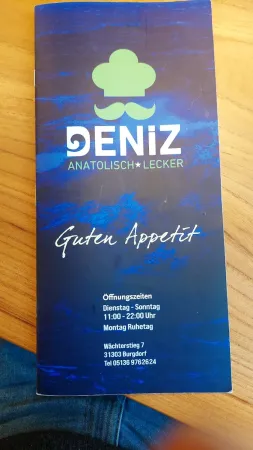 DENiZ
ANATOLISCH★LECKER
Guten Appetit
Öffnungszeiten
Dienstag - Sonntag
11:00 - 22:00 Uhr
Montag Ruhetag
Wächterstieg 7
31303 Burgdorf
Tel 05136 9762624